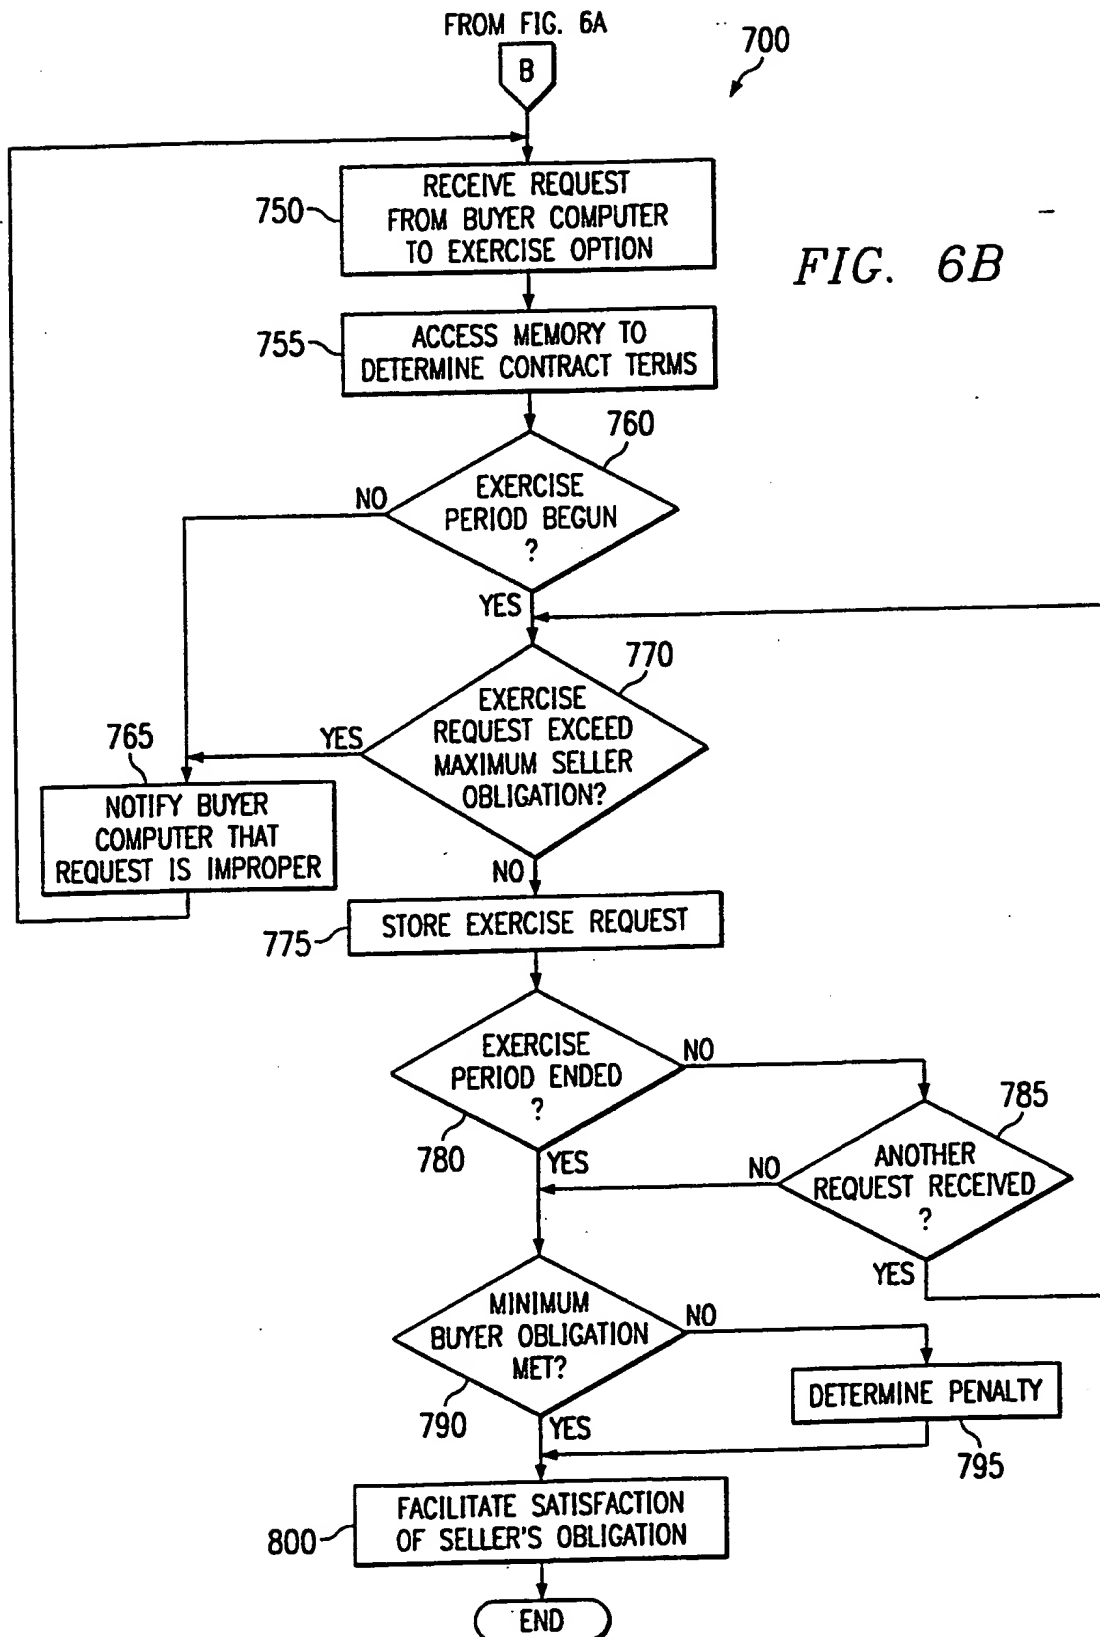 FROM FIG. 6A
700
B
750
RECEIVE REQUEST
FROM BUYER COMPUTER
TO EXERCISE OPTION
FIG. 6B
755
ACCESS MEMORY TO
DETERMINE CONTRACT TERMS
760
NO
EXERCISE
PERIOD BEGUN
?
YES
770
EXERCISE
REQUEST EXCEED
MAXIMUM SELLER
OBLIGATION?
YES
765
NOTIFY BUYER
COMPUTER THAT
REQUEST IS IMPROPER
NO
775
STORE EXERCISE REQUEST
EXERCISE
PERIOD ENDED
?
NO
780
YES
785
ANOTHER
REQUEST RECEIVED
?
NO
YES
MINIMUM
BUYER OBLIGATION
MET?
NO
790
YES
DETERMINE PENALTY
795
800
FACILITATE SATISFACTION
OF SELLER'S OBLIGATION
END